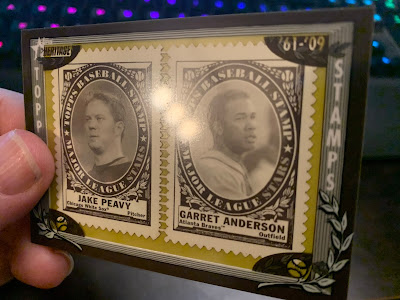 HERITAGE
'61-'09
TOPP
STAMPS
TOPPS BASEBALL STAMP
MAJOR LEAGUE STARS
JAKE PEAVY
Chicago White Sox
Pitcher
TOPPS BASEBALL STAMP
MAJOR LEAGUE STARS
GARRET ANDERSON
Atlanta Braves
Outfield